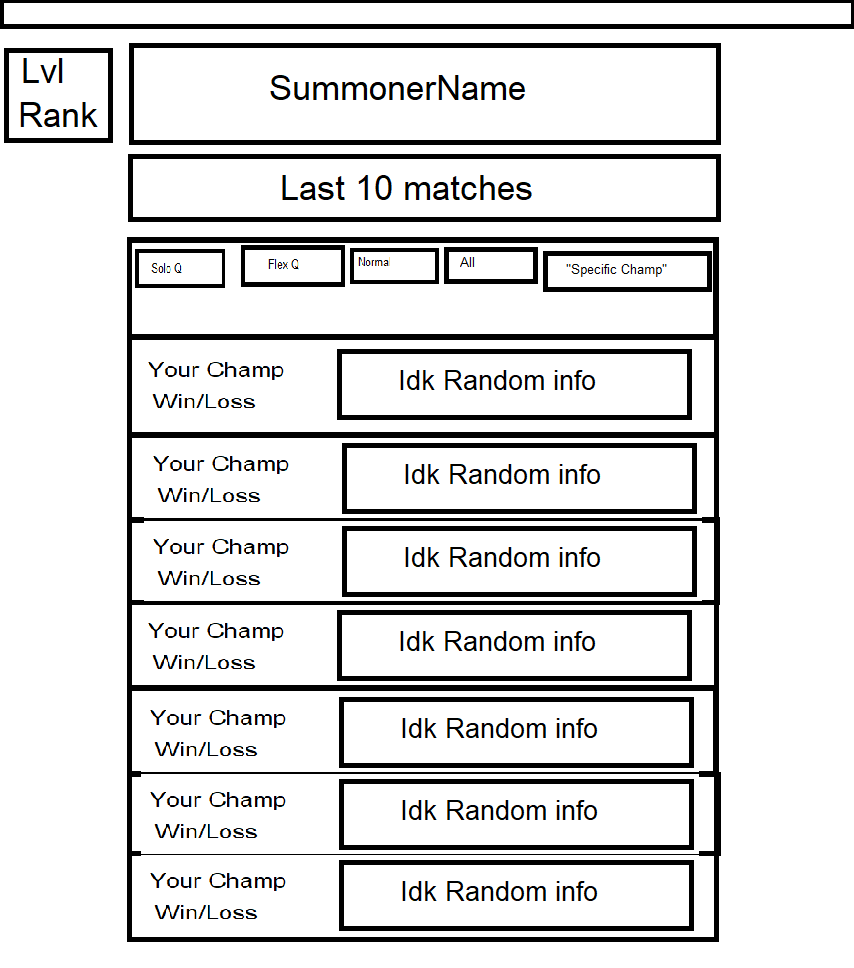 Lvl
Rank
SummonerName
Last 10 matches
Solo Q
Flex Q
Normal
All
"Specific Champ"
Your Champ
Win/Loss
Idk Random info
Your Champ
Win/Loss
Idk Random info
Your Champ
Win/Loss
Idk Random info
Your Champ
Win/Loss
Idk Random info
Your Champ
Win/Loss
Idk Random info
Your Champ
Win/Loss
Idk Random info
Your Champ
Win/Loss
Idk Random info